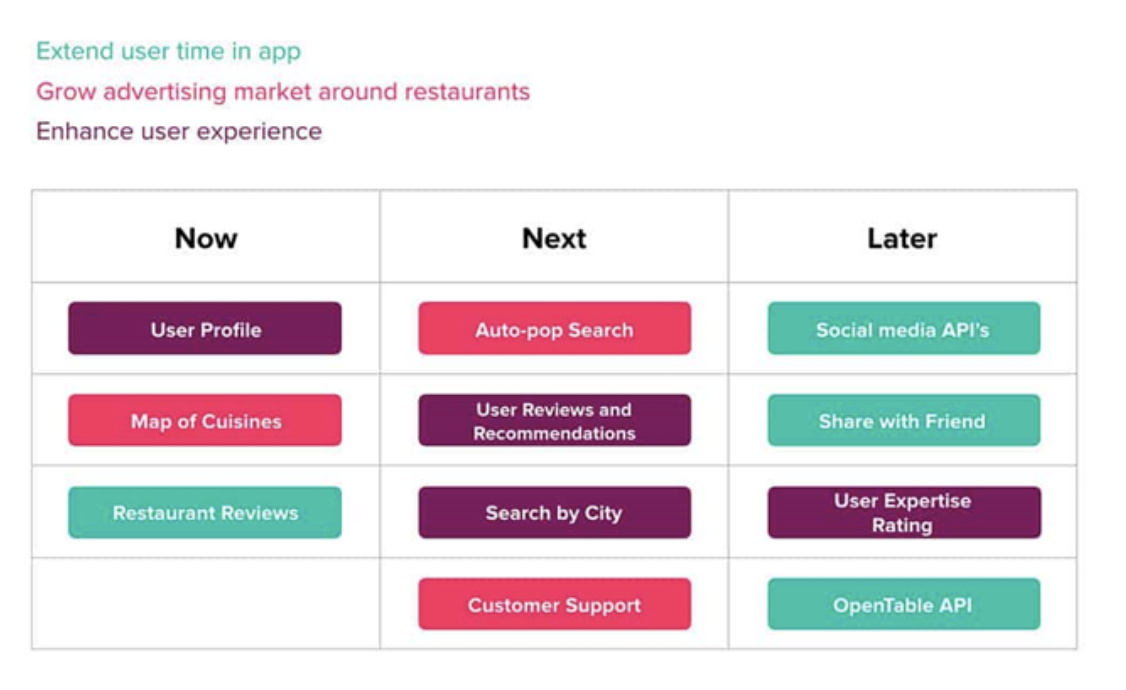 Extend user time in app
Grow advertising market around restaurants
Enhance user experience
Now
Next
Later
User Profile
Auto-pop Search
Social media API's
Map of Cuisines
User Reviews and
Recommendations
Share with Friend
Restaurant Reviews
Search by City
User Expertise
Rating
Customer Support
OpenTable API